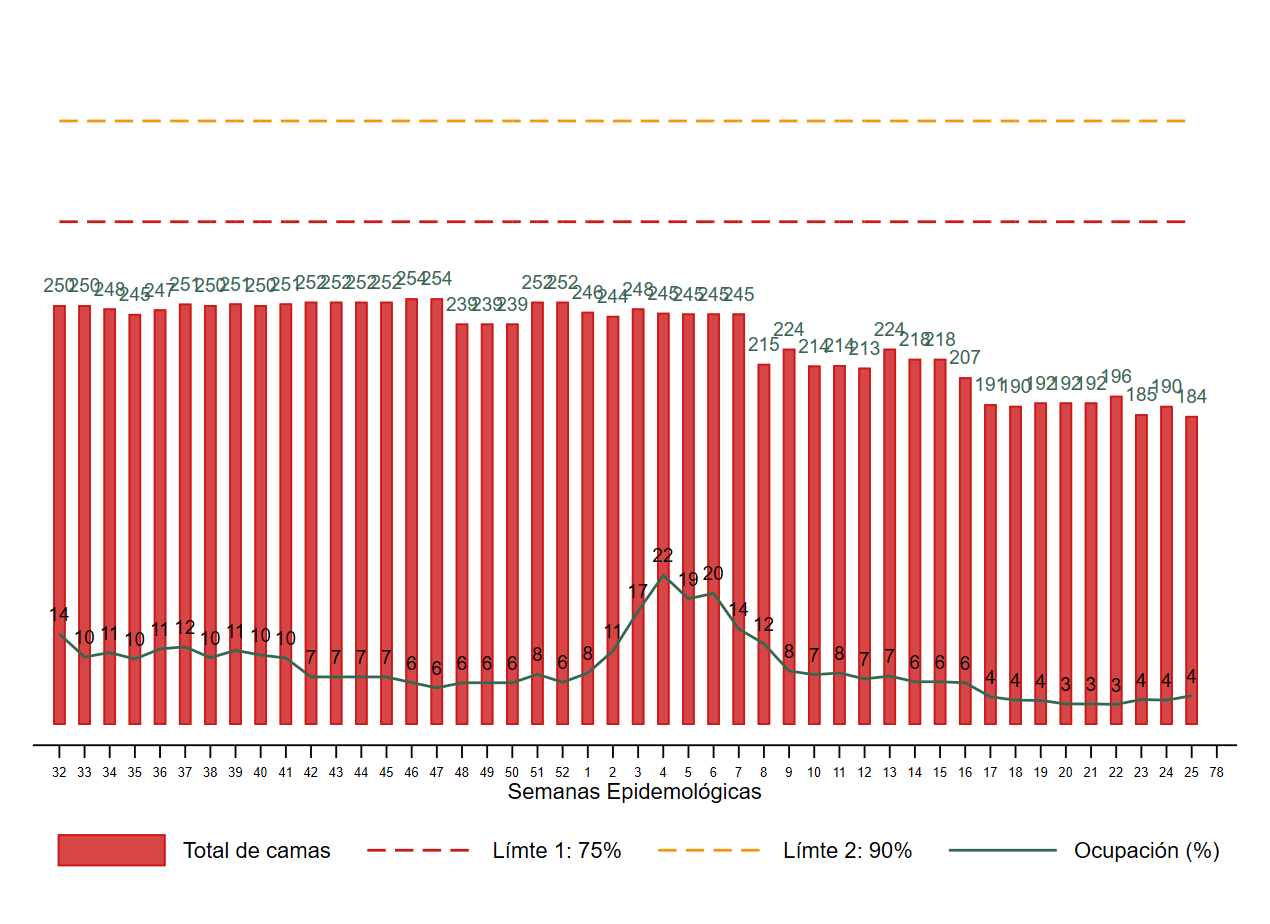 250 250 248 245 247 251 250 251 250 251 252 252 252 252 254 254 239 239 239 252 252 246 244 248 245 245 245 245 215 224 214 214 213 224 218 218 207 191 190 192 192 192 196 185 190 184
14 10 11 10 11 12 10 11 10 10 7 7 7 7 6 6 6 6 6 8 6 8 11 17 22 19 20 14 12 8 7 8 7 7 6 6 6 4 4 4 3 3 3 4 4 4
32 33 34 35 36 37 38 39 40 41 42 43 44 45 46 47 48 49 50 51 52 1 2 3 4 5 6 7 8 9 10 11 12 13 14 15 16 17 18 19 20 21 22 23 24 25 78
Semanas Epidemológicas
Total de camas Límte 1: 75% Límte 2: 90% Ocupación (%)